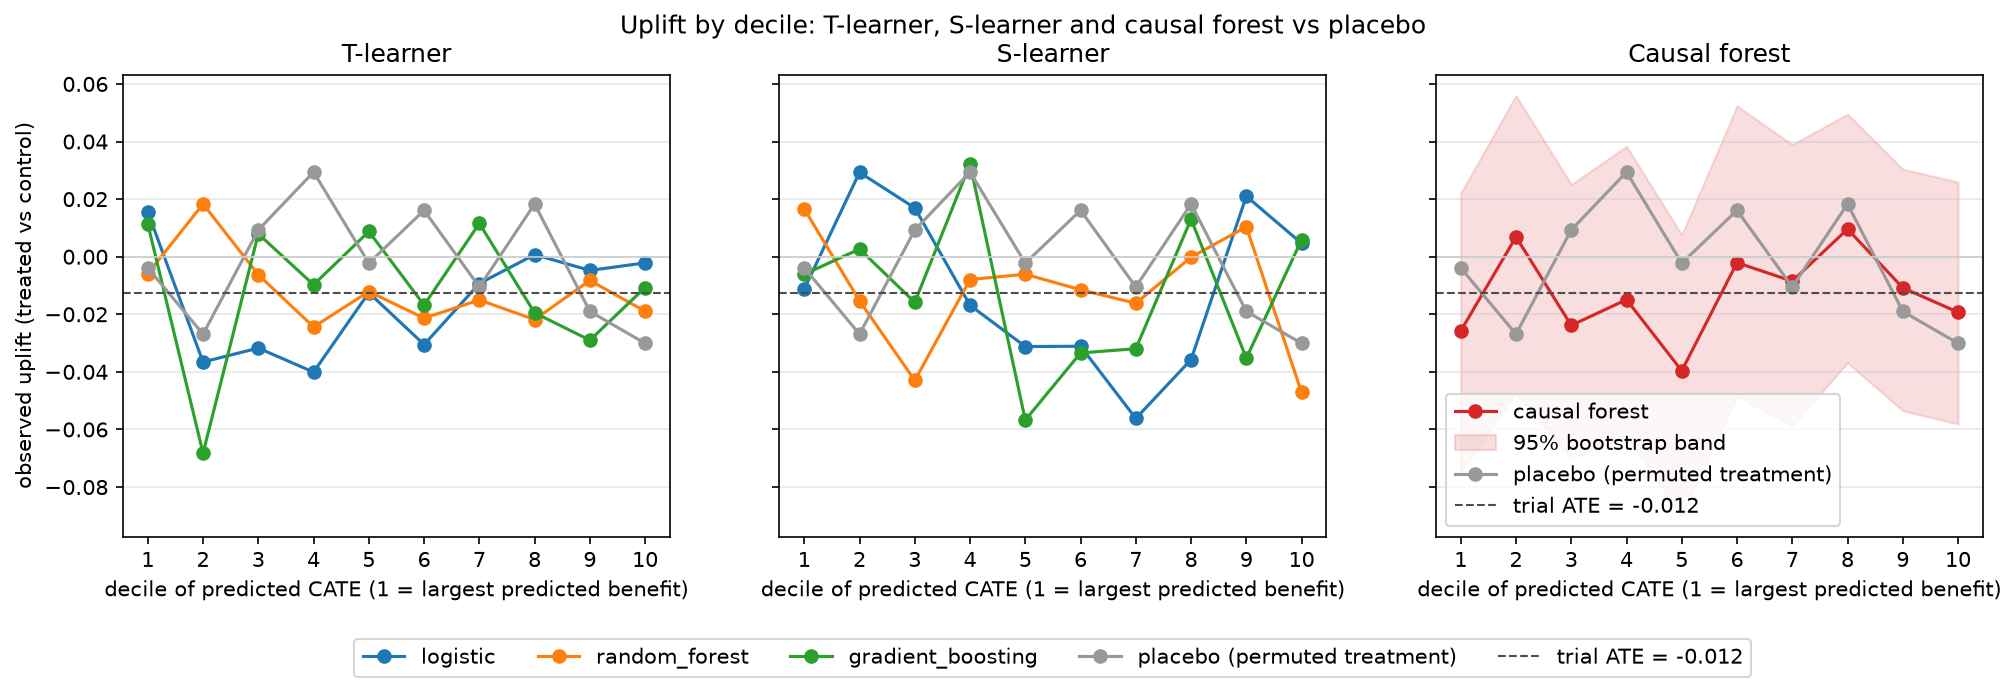 Uplift by decile: T-learner, S-learner and causal forest vs placebo
T-learner
S-learner
Causal forest
observed uplift (treated vs control)
0.06
0.04
0.02
0.00
−0.02
−0.04
−0.06
−0.08
1 2 3 4 5 6 7 8 9 10
decile of predicted CATE (1 = largest predicted benefit)
1 2 3 4 5 6 7 8 9 10
decile of predicted CATE (1 = largest predicted benefit)
causal forest
95% bootstrap band
placebo (permuted treatment)
trial ATE = -0.012
1 2 3 4 5 6 7 8 9 10
decile of predicted CATE (1 = largest predicted benefit)
logistic random_forest gradient_boosting placebo (permuted treatment) trial ATE = -0.012